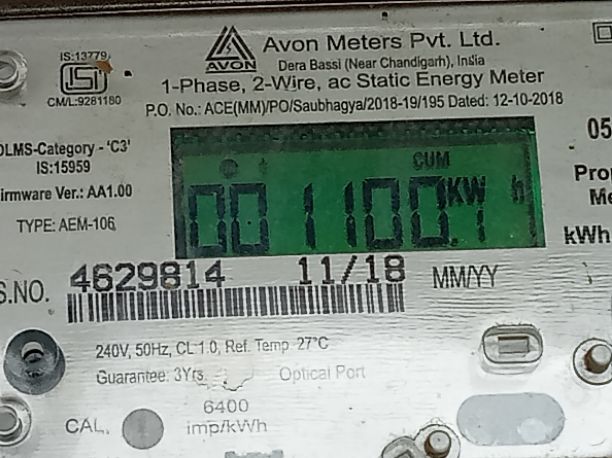 IS:13779
ISI
CM/L:9281180
AVON
Avon Meters Pvt. Ltd.
Dera Bassi (Near Chandigarh), India
1-Phase, 2-Wire, ac Static Energy Meter
P.O. No.: ACE(MM)/PO/Saubhagya/2018-19/195 Dated: 12-10-2018
DLMS-Category - 'C3'
IS:15959
Firmware Ver.: AA1.00
TYPE: AEM-106
CUM
001100.1 KW h
05
Pro
Me
kWh
S.NO. 4629814 11/18 MM/YY
240V, 50Hz, CL:1.0, Ref. Temp. 27°C
Guarantee: 3Yrs. Optical Port
CAL. 6400
imp/kWh